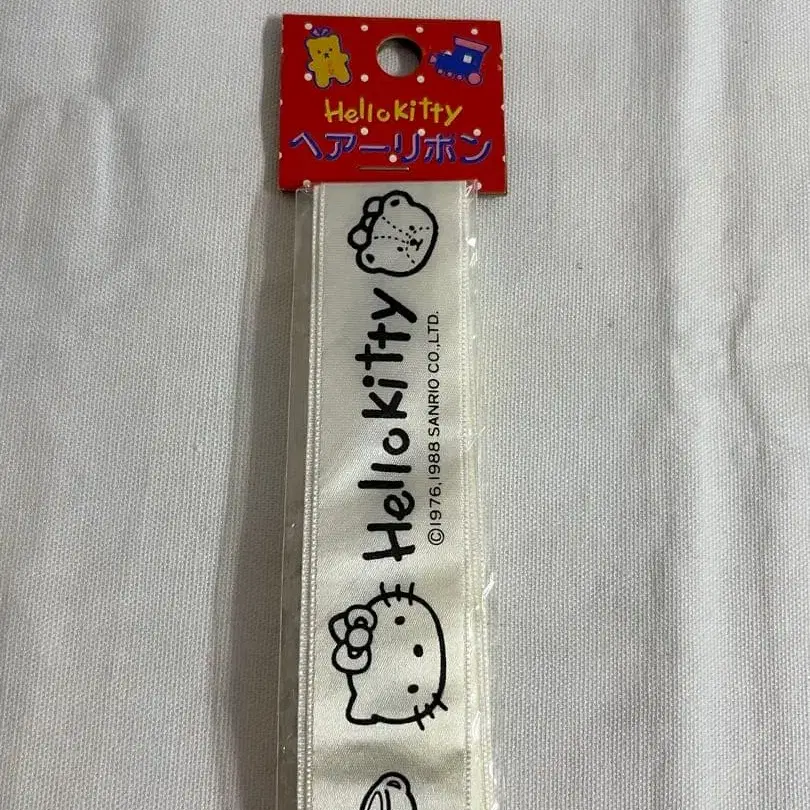 Hello Kitty
ヘアーリボン
Hello Kitty
©1976,1988 SANRIO CO.,LTD.